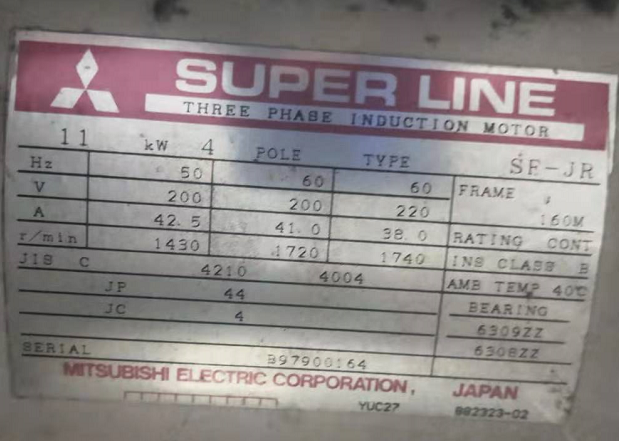 SUPER LINE
THREE PHASE INDUCTION MOTOR
11 kW 4 POLE TYPE SF-JR
Hz 50 60 60 FRAME
V 200 200 220 160M
A 42.5 41.0 38.0 RATING CONT
r/min 1430 1720 1740 INS CLASS B
JIS C 4210 4004 AMB TEMP 40℃
JP 44 BEARING
JC 4 6309ZZ
6308ZZ
SERIAL B97900164
MITSUBISHI ELECTRIC CORPORATION, JAPAN
YUC27 882323-02